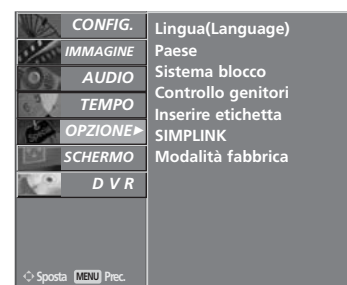 CONFIG.
IMMAGINE
AUDIO
TEMPO
OPZIONE
SCHERMO
D V R
Lingua(Language)
Paese
Sistema blocco
Controllo genitori
Inserire etichetta
SIMPLINK
Modalità fabbrica
Sposta MENU Prec.